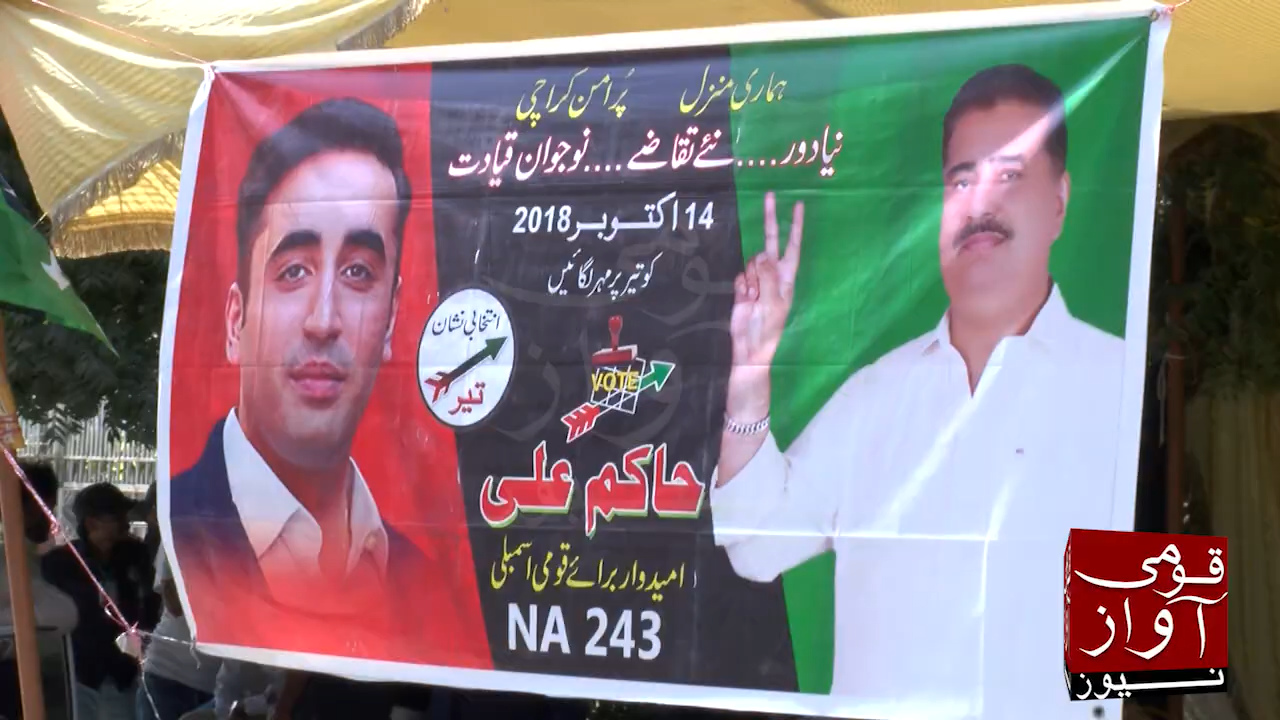 ہماری منزل پُرامن کراچی
نیا دور....نئے تقاضے....نوجوان قیادت
14 اکتوبر 2018
کو تیر پر مہر لگائیں
انتخابی نشان
تیر
VOTE
حاکم علی
امیدوار برائے قومی اسمبلی
NA 243
قومی
آواز
نیوز